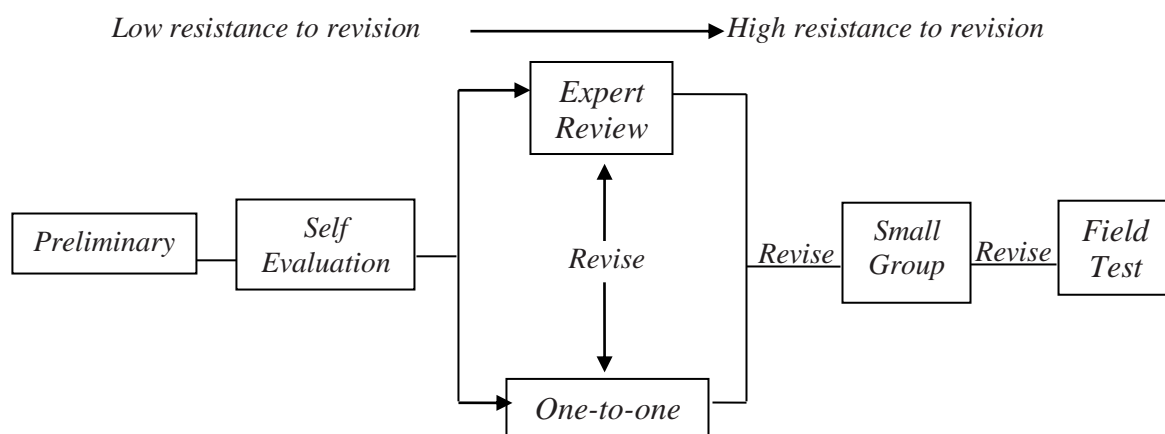 Low resistance to revision
High resistance to revision
Expert
Review
Preliminary
Self
Evaluation
Revise
Revise
Small
Group
Revise
Field
Test
One-to-one